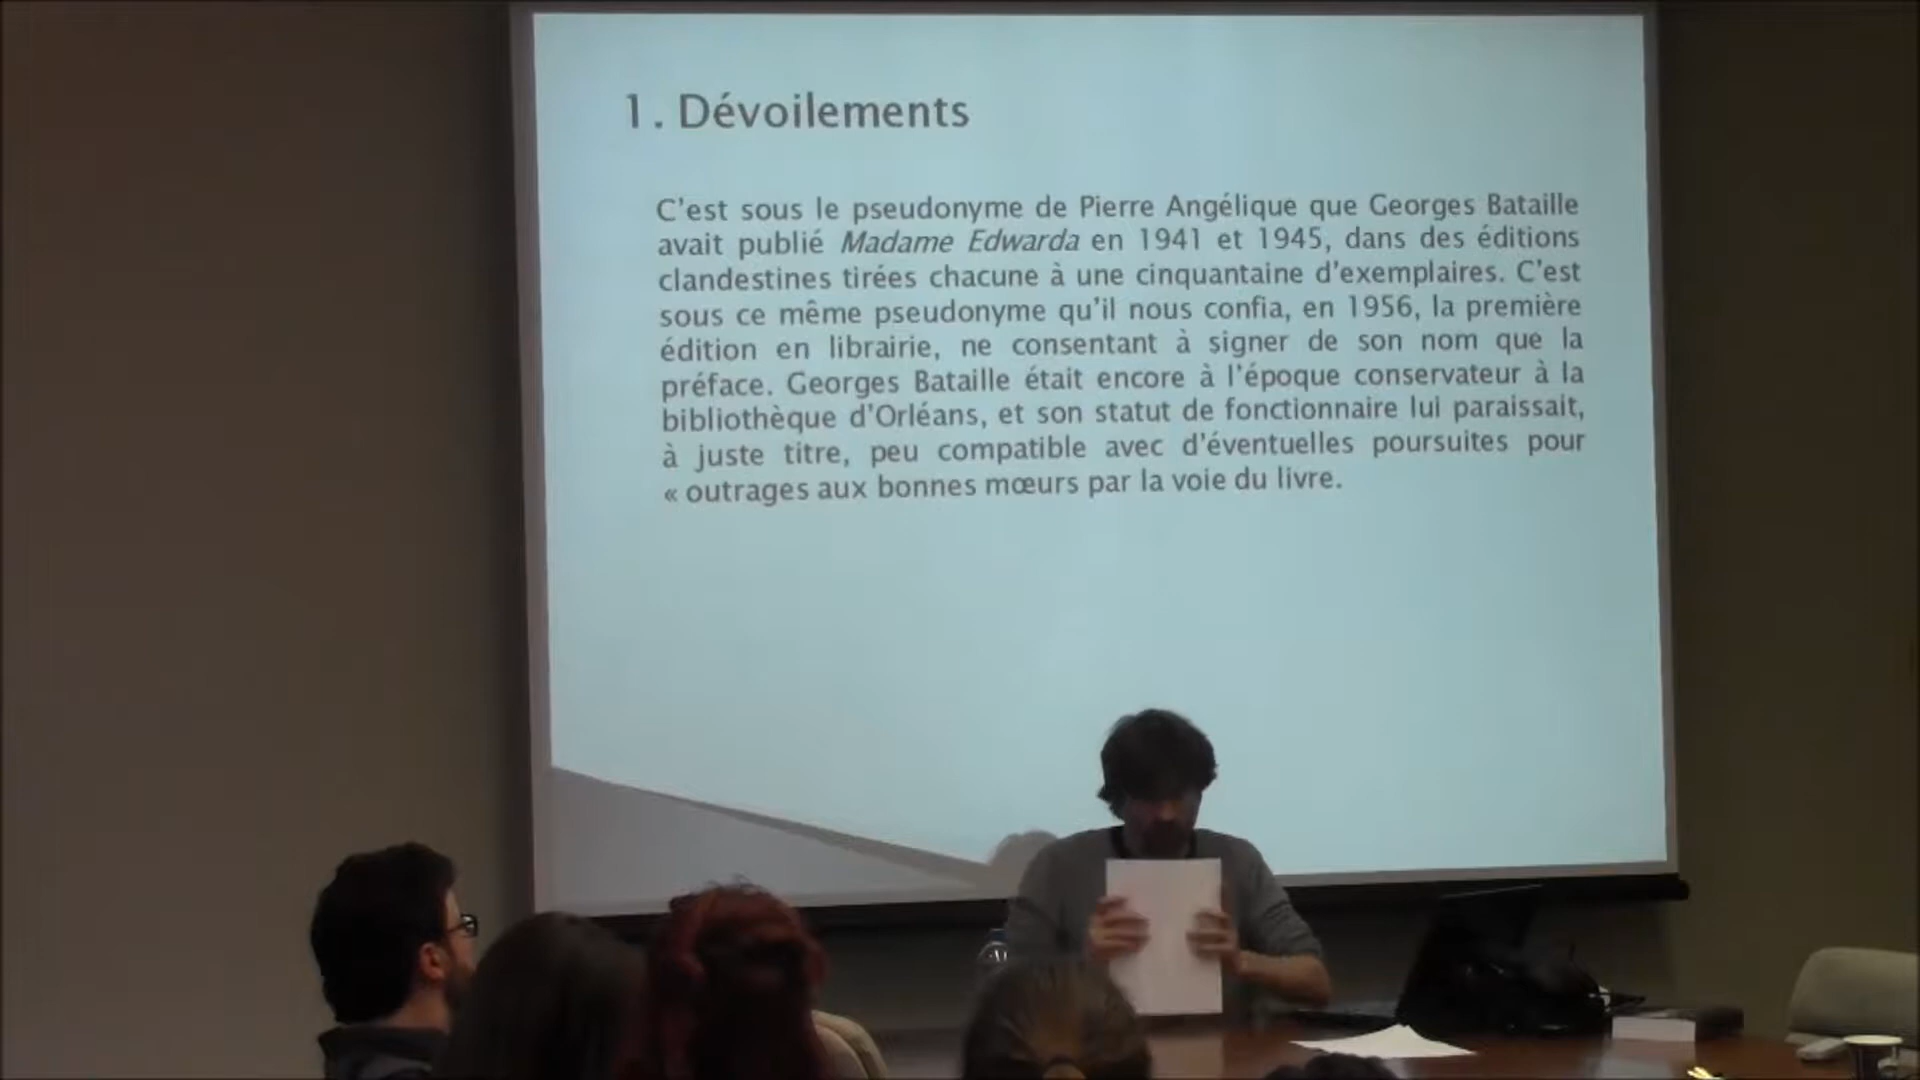 1. Dévoilements
C'est sous le pseudonyme de Pierre Angélique que Georges Bataille
avait publié Madame Edwarda en 1941 et 1945, dans des éditions
clandestines tirées chacune à une cinquantaine d'exemplaires. C'est
sous ce même pseudonyme qu'il nous confia, en 1956, la première
édition en librairie, ne consentant à signer de son nom que la
préface. Georges Bataille était encore à l'époque conservateur à la
bibliothèque d'Orléans, et son statut de fonctionnaire lui paraissait,
à juste titre, peu compatible avec d'éventuelles poursuites pour
« outrages aux bonnes mœurs par la voie du livre.